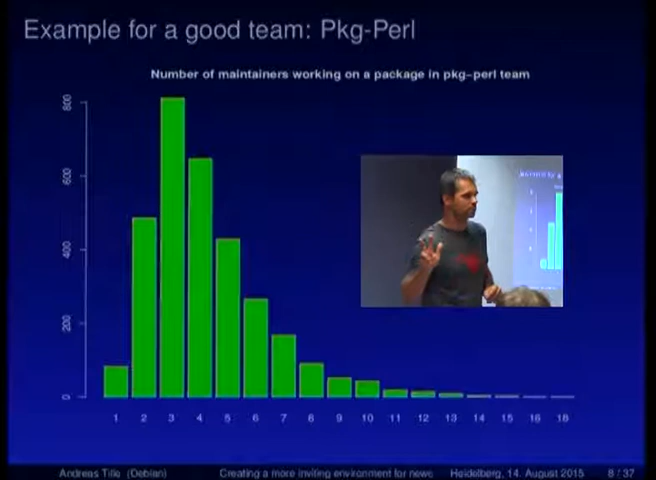 Example for a good team: Pkg-Perl
Number of maintainers working on a package in pkg-perl team
800
600
400
200
0
1 2 3 4 5 6 7 8 9 10 11 12 13 14 15 16 18
Andreas Tille (Debian) Creating a more inviting environment for newc Heidelberg, 14. August 2015 8 / 37